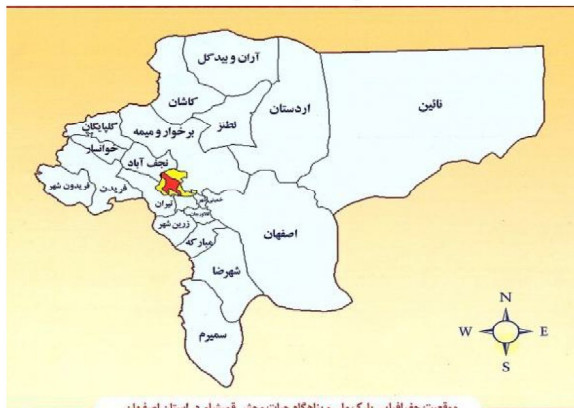 آران و بیدگل
کاشان
اردستان
نائین
نطنز
گلپایگان
برخوار و میمه
خوانسار
نجف آباد
فریدون شهر
فریدن
تیران
زرین شهر
اصفهان
مبارکه
شهرضا
سمیرم
N
W
E
S